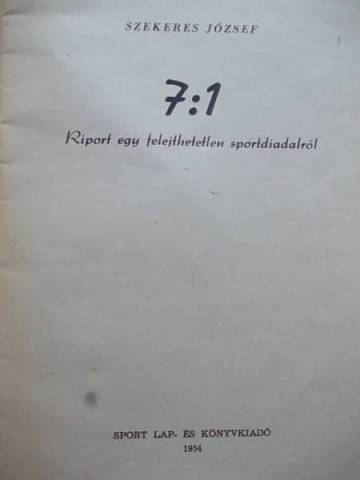 SZEKERES JÓZSEF
7:1
Riport egy felejthetetlen sportdiadalról
SPORT LAP- ÉS KÖNYVKIADÓ
1954